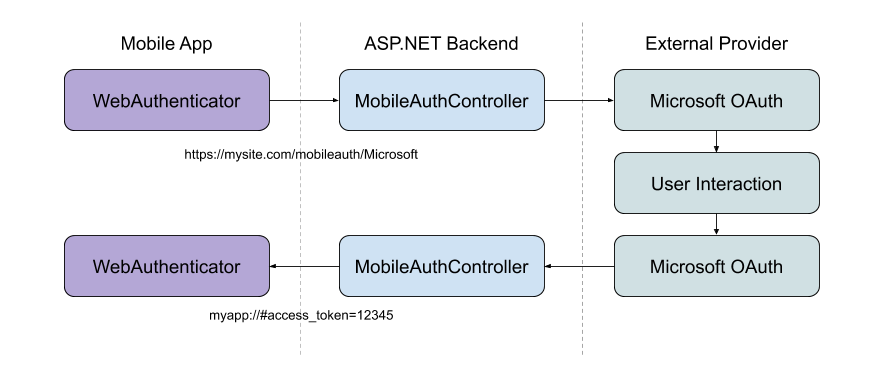 Mobile App
ASP.NET Backend
External Provider
WebAuthenticator
MobileAuthController
Microsoft OAuth
https://mysite.com/mobileauth/Microsoft
User Interaction
WebAuthenticator
MobileAuthController
Microsoft OAuth
myapp://#access_token=12345